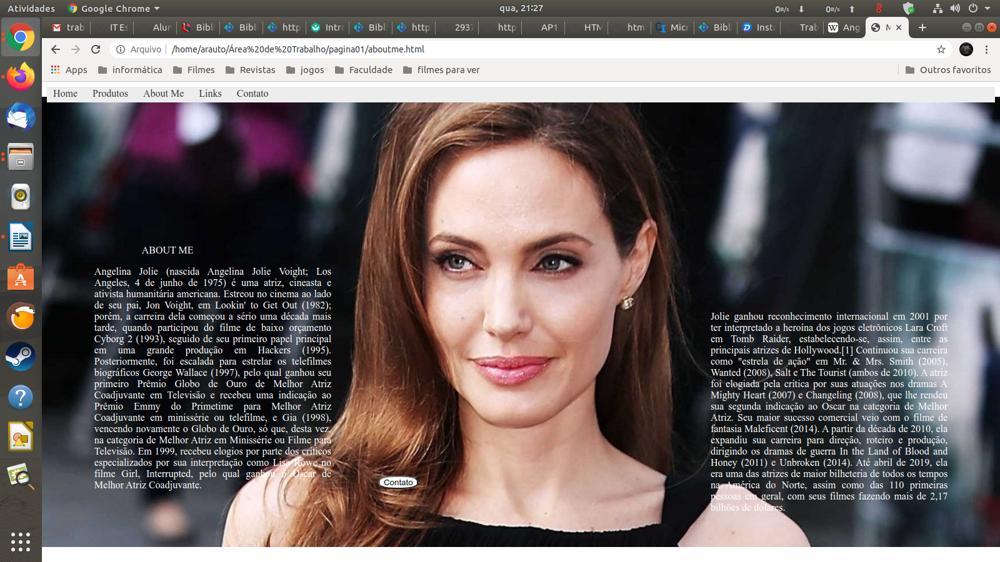 Atividades Google Chrome qua, 21:27 0B/s 0B/s
trab IT Es Alun Bibli Bibli http Intro Bibl http 2937 http AP1 HTM html Micr Bibl Insta Trab Ang M
Arquivo /home/arauto/Área%20de%20Trabalho/pagina01/aboutme.html
Apps informática Filmes Revistas jogos Faculdade filmes para ver Outros favoritos
Home Produtos About Me Links Contato
ABOUT ME
Angelina Jolie (nascida Angelina Jolie Voight; Los
Angeles, 4 de junho de 1975) é uma atriz, cineasta e
ativista humanitária americana. Estreou no cinema ao lado
de seu pai, Jon Voight, em Lookin' to Get Out (1982);
porém, a carreira dela começou a sério uma década mais
tarde, quando participou do filme de baixo orçamento
Cyborg 2 (1993), seguido de seu primeiro papel principal
em uma grande produção em Hackers (1995).
Posteriormente, foi escalada para estrelar os telefilmes
biográficos George Wallace (1997), pelo qual ganhou seu
primeiro Prêmio Globo de Ouro de Melhor Atriz
Coadjuvante em Televisão e recebeu uma indicação ao
Prêmio Emmy do Primetime para Melhor Atriz
Coadjuvante em minissérie ou telefilme, e Gia (1998),
vencendo novamente o Globo de Ouro, só que, desta vez,
na categoria de Melhor Atriz em Minissérie ou Filme para
Televisão. Em 1999, recebeu elogios por parte dos críticos
especializados por sua interpretação como Lisa Rowe no
filme Girl, Interrupted, pelo qual ganhou o Oscar de
Melhor Atriz Coadjuvante.
Contato
Jolie ganhou reconhecimento internacional em 2001 por
ter interpretado a heroína dos jogos eletrônicos Lara Croft
em Tomb Raider, estabelecendo-se, assim, entre as
principais atrizes de Hollywood.[1] Continuou sua carreira
como "estrela de ação" em Mr. & Mrs. Smith (2005),
Wanted (2008), Salt e The Tourist (ambos de 2010). A atriz
foi elogiada pela crítica por suas atuações nos dramas A
Mighty Heart (2007) e Changeling (2008), que lhe rendeu
sua segunda indicação ao Oscar na categoria de Melhor
Atriz. Seu maior sucesso comercial veio com o filme de
fantasia Maleficent (2014). A partir da década de 2010, ela
expandiu sua carreira para direção, roteiro e produção,
dirigindo os dramas de guerra In the Land of Blood and
Honey (2011) e Unbroken (2014). Até abril de 2019, ela
era uma das atrizes de maior bilheteria de todos os tempos
na América do Norte, assim como das 110 primeiras
pessoas em geral, com seus filmes fazendo mais de 2,17
bilhões de dólares.